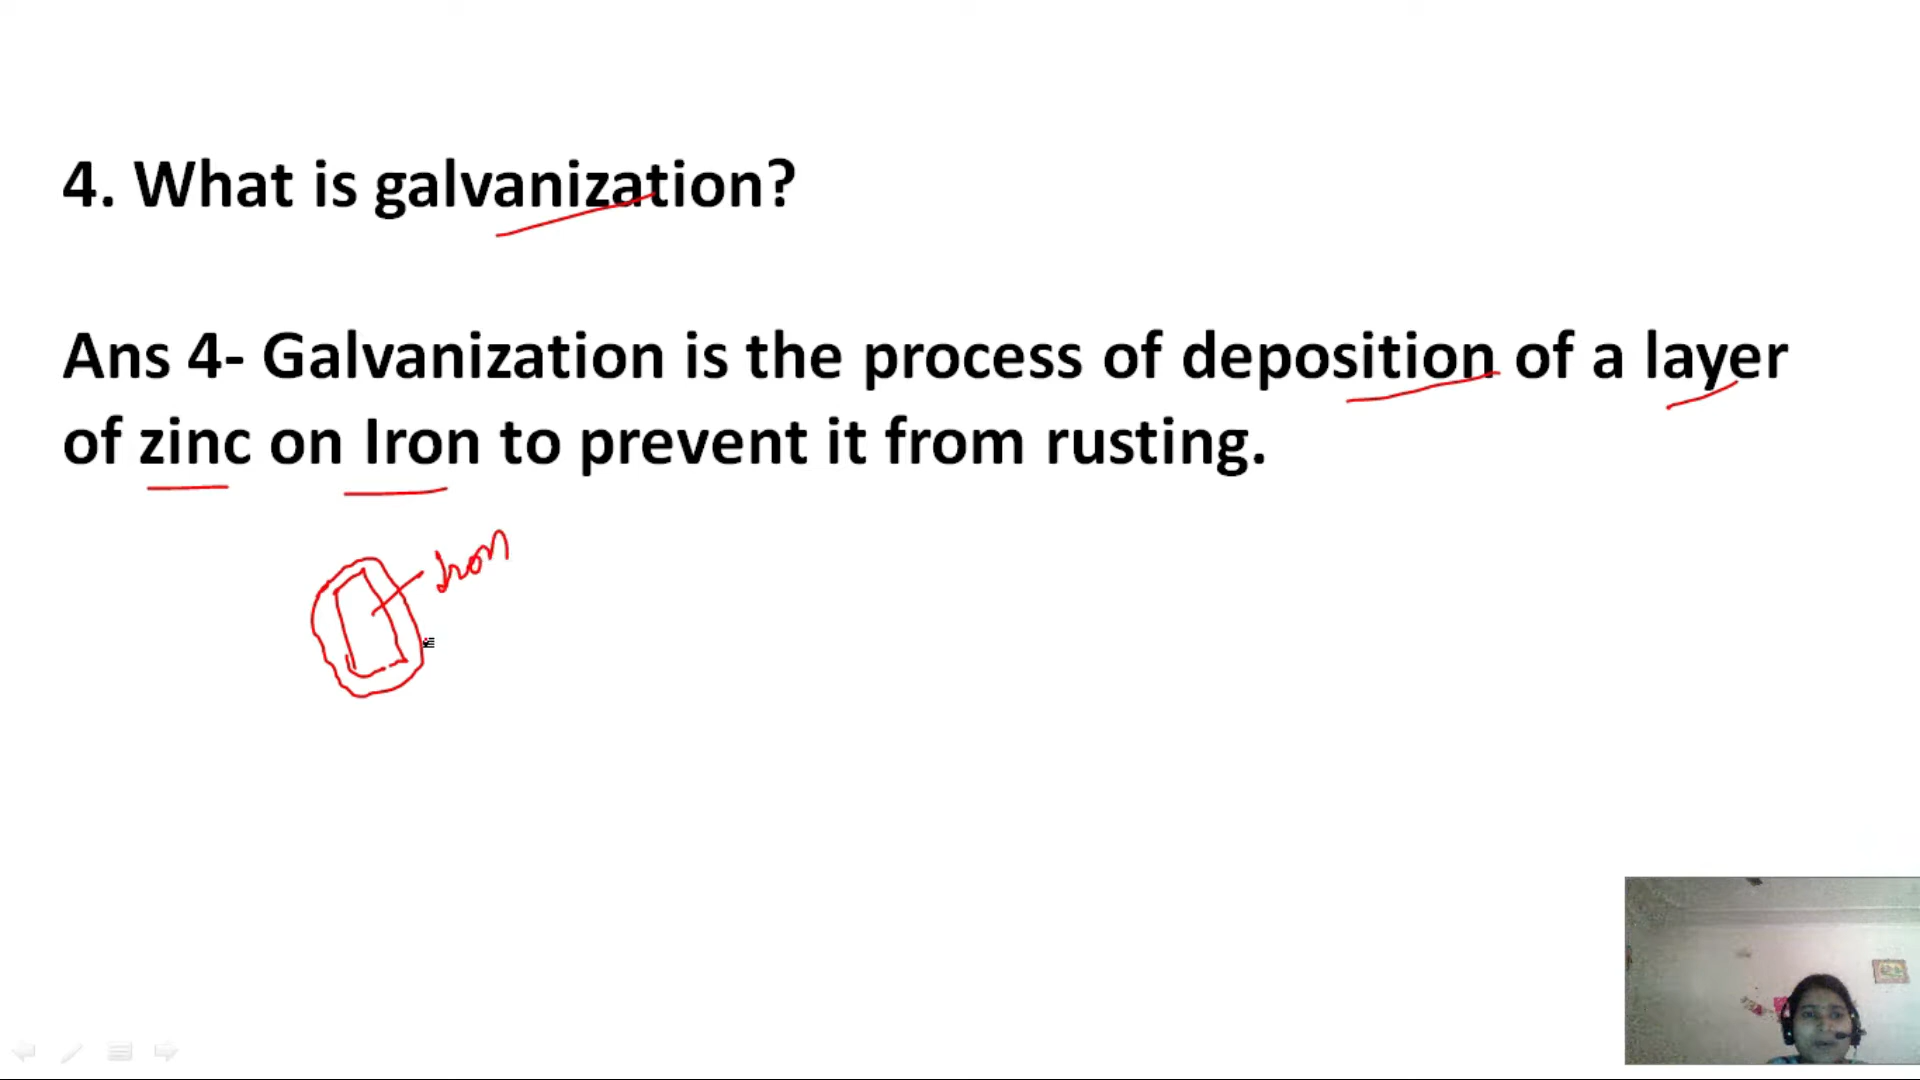 4. What is galvanization?
Ans 4- Galvanization is the process of deposition of a layer
of zinc on Iron to prevent it from rusting.
Iron